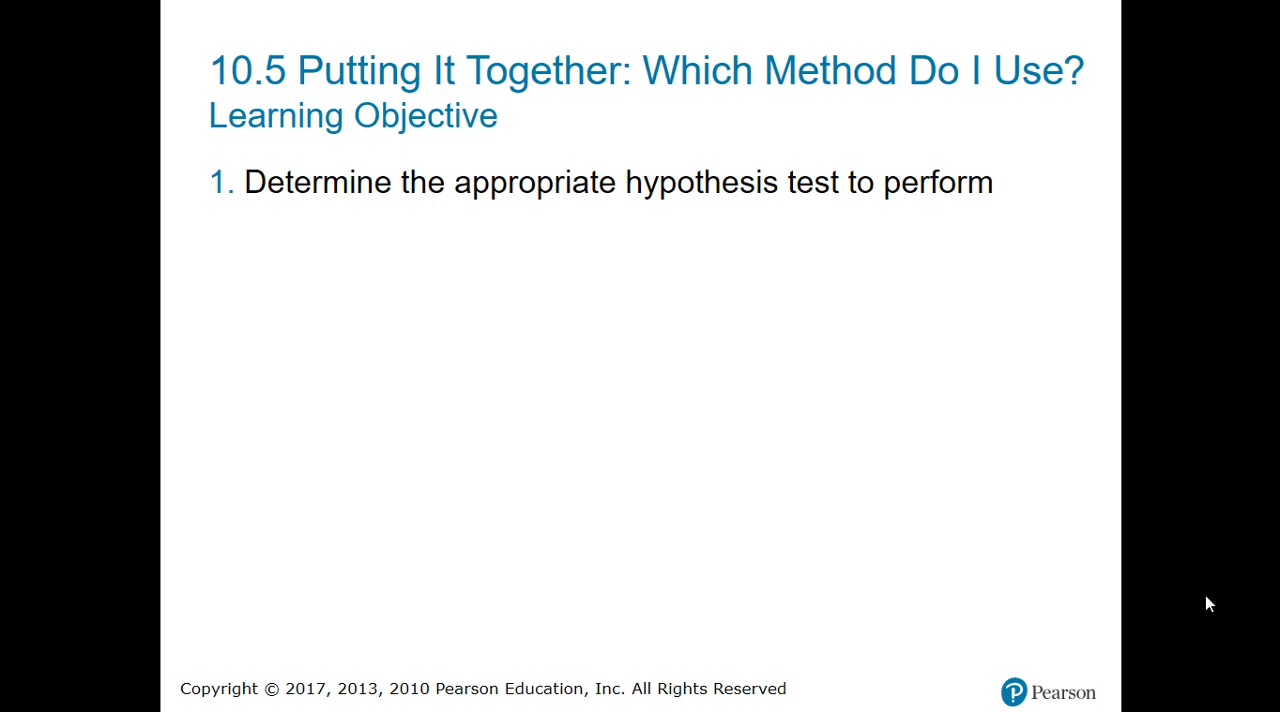 10.5 Putting It Together: Which Method Do I Use?
Learning Objective
1. Determine the appropriate hypothesis test to perform
Copyright © 2017, 2013, 2010 Pearson Education, Inc. All Rights Reserved
P Pearson